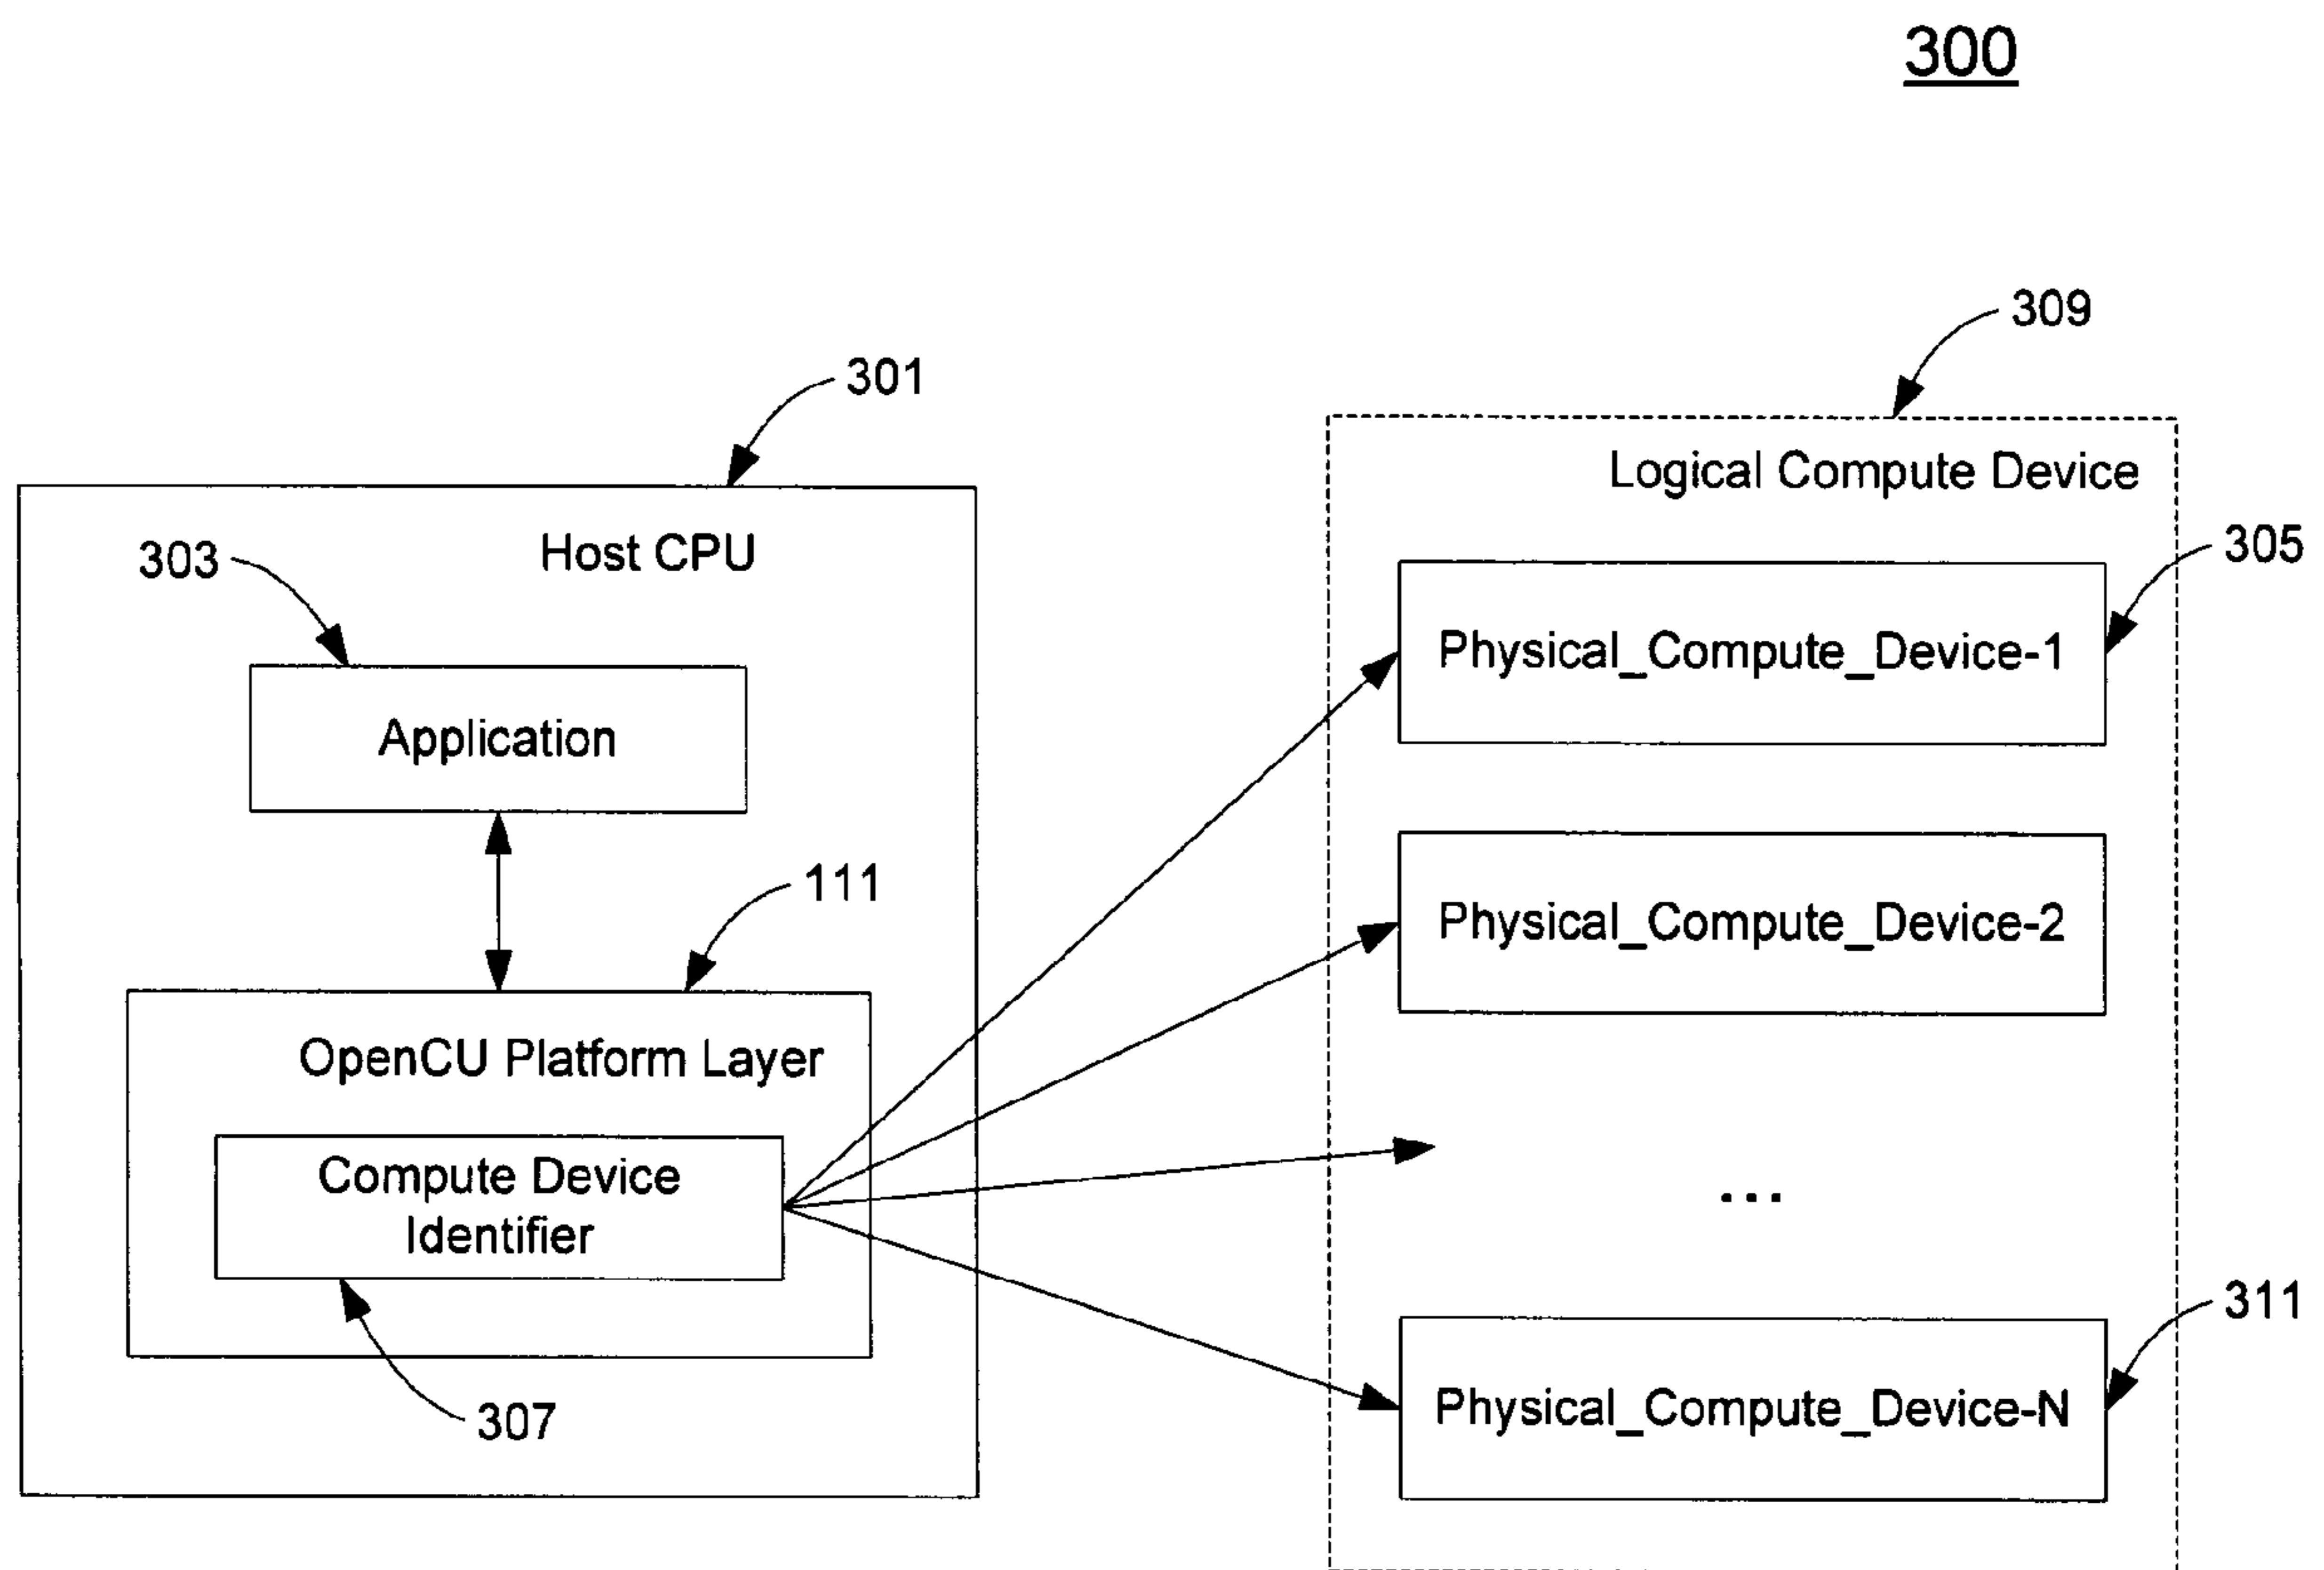 300
309
301
Logical Compute Device
Host CPU
303
305
Physical_Compute_Device-1
Application
111
Physical_Compute_Device-2
OpenCU Platform Layer
Compute Device
Identifier
...
311
Physical_Compute_Device-N
307